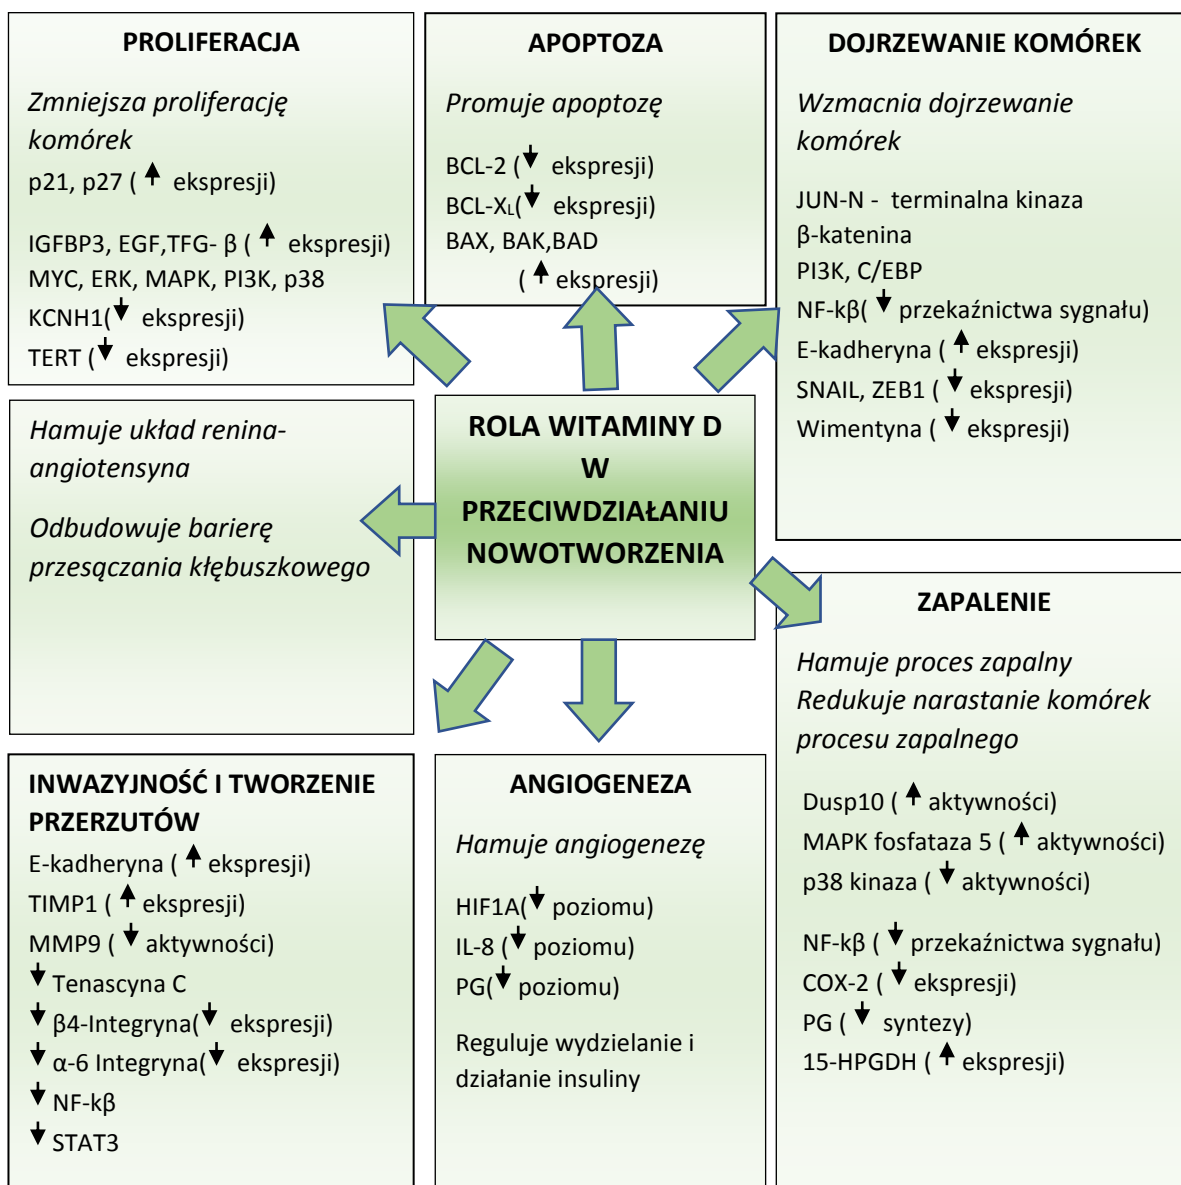 PROLIFERACJA
Zmniejsza proliferację
komórek
p21, p27 ( ↑ ekspresji)
IGFBP3, EGF,TFG- β ( ↑ ekspresji)
MYC, ERK, MAPK, PI3K, p38
KCNH1(↓ ekspresji)
TERT (↓ ekspresji)
APOPTOZA
Promuje apoptozę
BCL-2 (↓ ekspresji)
BCL-XL(↓ ekspresji)
BAX, BAK,BAD
( ↑ ekspresji)
DOJRZEWANIE KOMÓREK
Wzmacnia dojrzewanie
komórek
JUN-N - terminalna kinaza
β-katenina
PI3K, C/EBP
NF-kβ( ↓ przekaźnictwa sygnału)
E-kadheryna ( ↑ ekspresji)
SNAIL, ZEB1 ( ↓ ekspresji)
Wimentyna ( ↓ ekspresji)
Hamuje układ renina-
angiotensyna
Odbudowuje barierę
przesączania kłębuszkowego
ROLA WITAMINY D
W
PRZECIWDZIAŁANIU
NOWOTWORZENIA
ZAPALENIE
Hamuje proces zapalny
Redukuje narastanie komórek
procesu zapalnego
Dusp10 ( ↑ aktywności)
MAPK fosfataza 5 ( ↑ aktywności)
p38 kinaza ( ↓ aktywności)
NF-kβ ( ↓ przekaźnictwa sygnału)
COX-2 ( ↓ ekspresji)
PG ( ↓ syntezy)
15-HPGDH ( ↑ ekspresji)
INWAZYJNOŚĆ I TWORZENIE
PRZERZUTÓW
E-kadheryna ( ↑ ekspresji)
TIMP1 ( ↑ ekspresji)
MMP9 ( ↓ aktywności)
↓ Tenascyna C
↓ β4-Integryna(↓ ekspresji)
↓ α-6 Integryna(↓ ekspresji)
↓ NF-kβ
↓ STAT3
ANGIOGENEZA
Hamuje angiogenezę
HIF1A(↓ poziomu)
IL-8 (↓ poziomu)
PG(↓ poziomu)
Reguluje wydzielanie i
działanie insuliny